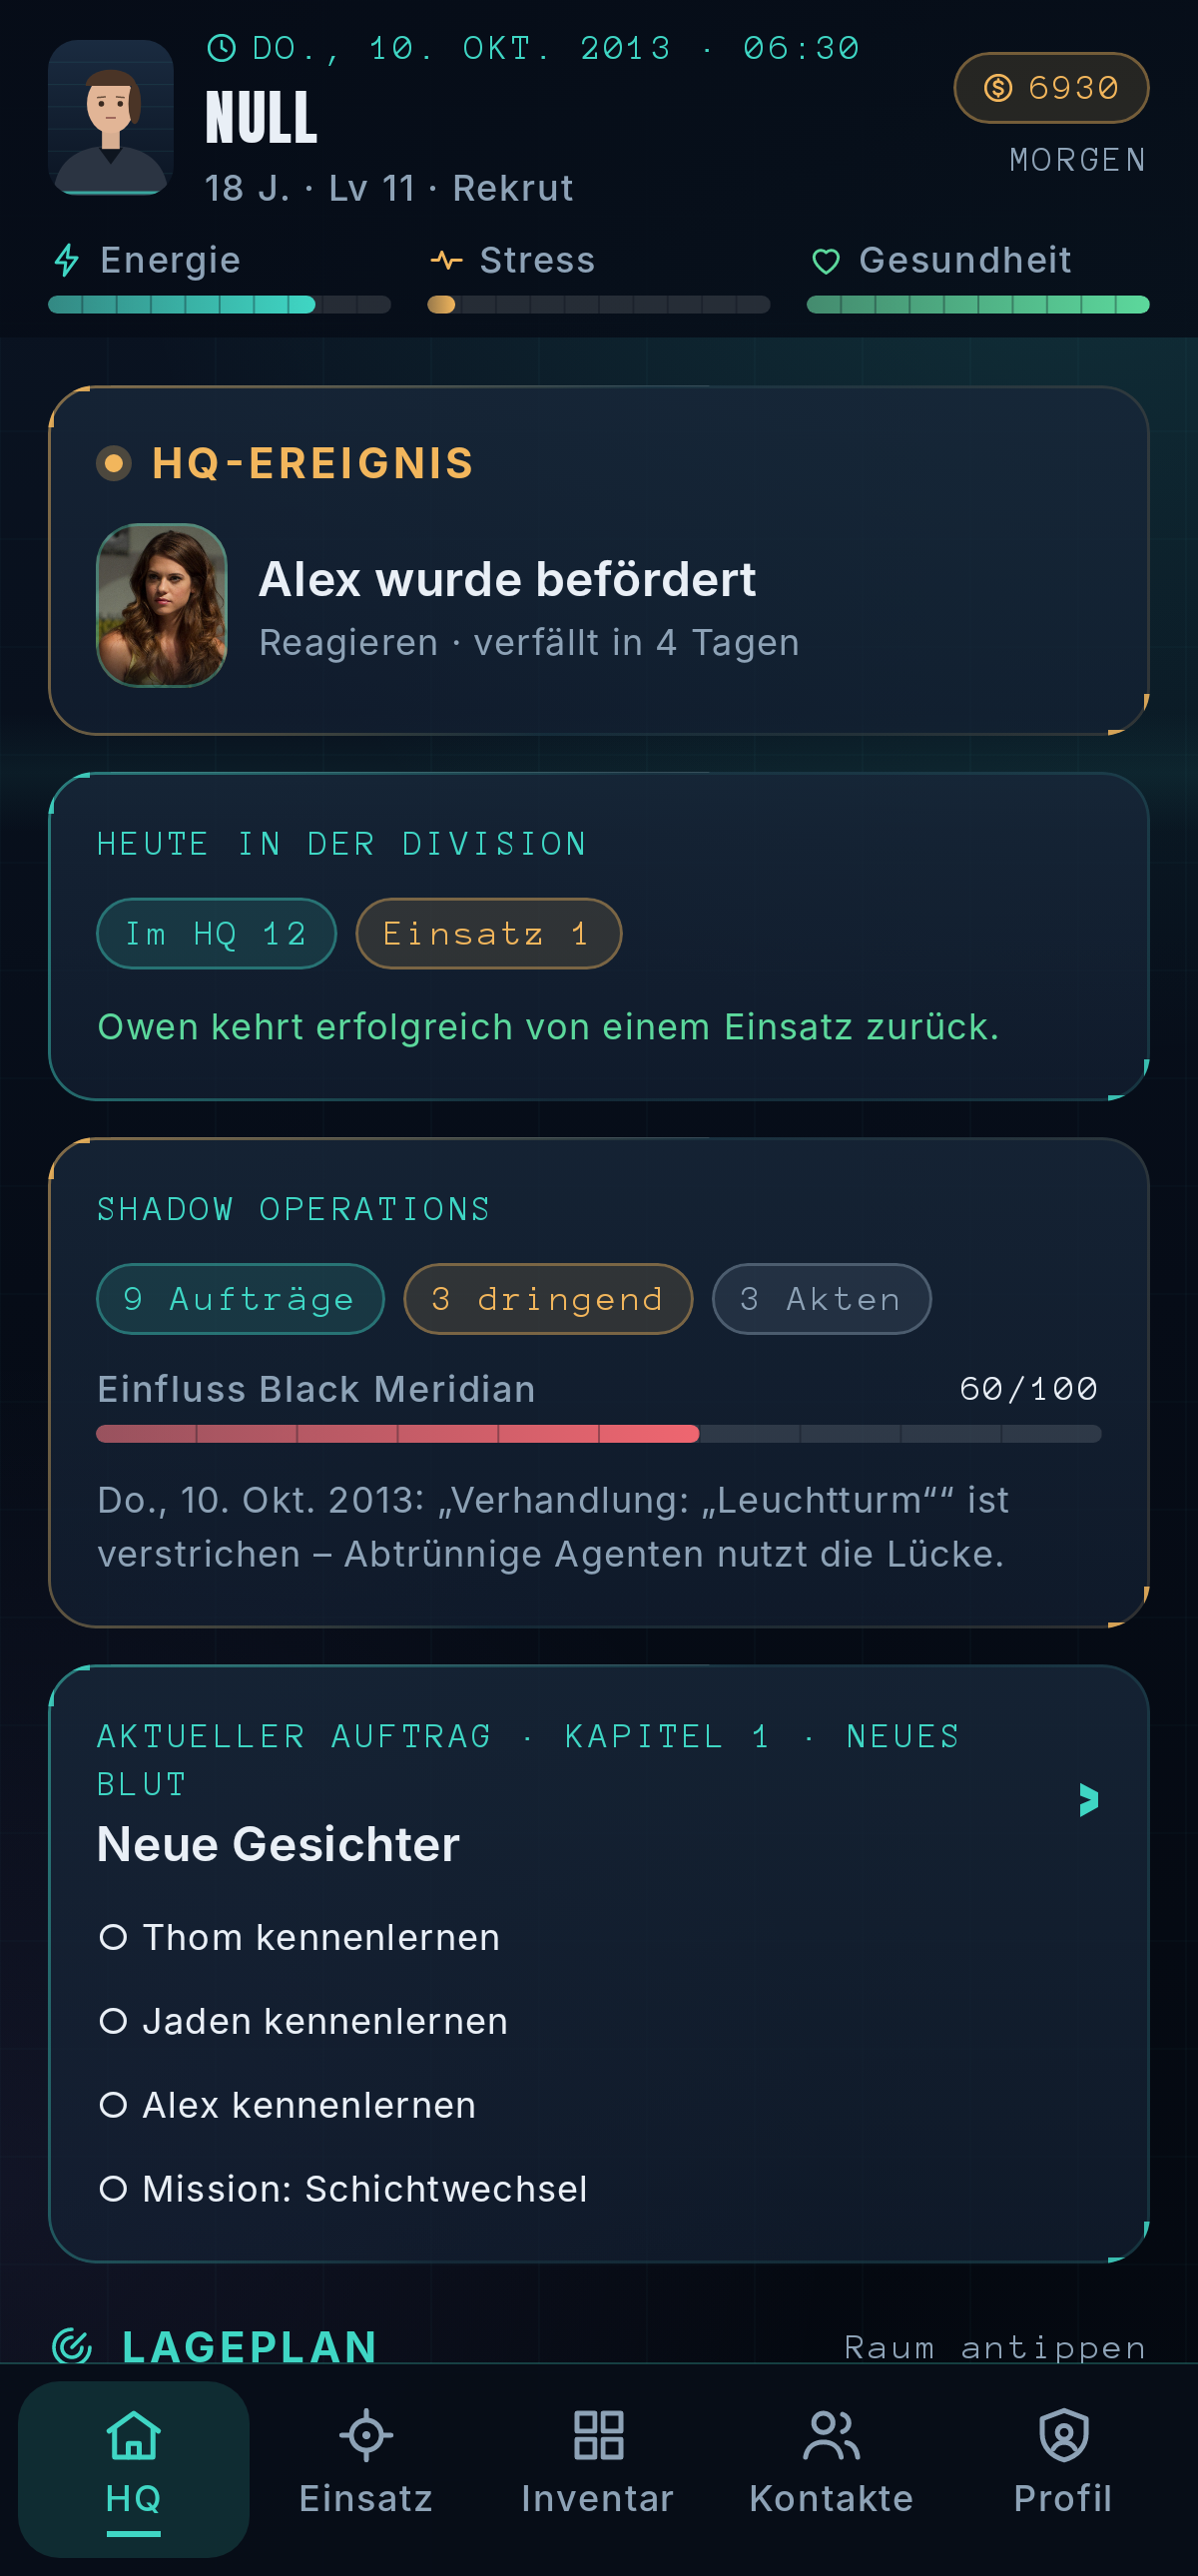 DO., 10. OKT. 2013 · 06:30
NULL
18 J. · Lv 11 · Rekrut
6930
MORGEN
Energie
Stress
Gesundheit
HQ-EREIGNIS
Alex wurde befördert
Reagieren · verfällt in 4 Tagen
HEUTE IN DER DIVISION
Im HQ 12
Einsatz 1
Owen kehrt erfolgreich von einem Einsatz zurück.
SHADOW OPERATIONS
9 Aufträge
3 dringend
3 Akten
Einfluss Black Meridian
60/100
Do., 10. Okt. 2013: „Verhandlung: „Leuchtturm““ ist
verstrichen – Abtrünnige Agenten nutzt die Lücke.
AKTUELLER AUFTRAG · KAPITEL 1 · NEUES
BLUT
Neue Gesichter
Thom kennenlernen
Jaden kennenlernen
Alex kennenlernen
Mission: Schichtwechsel
LAGEPLAN
Raum antippen
HQ
Einsatz
Inventar
Kontakte
Profil